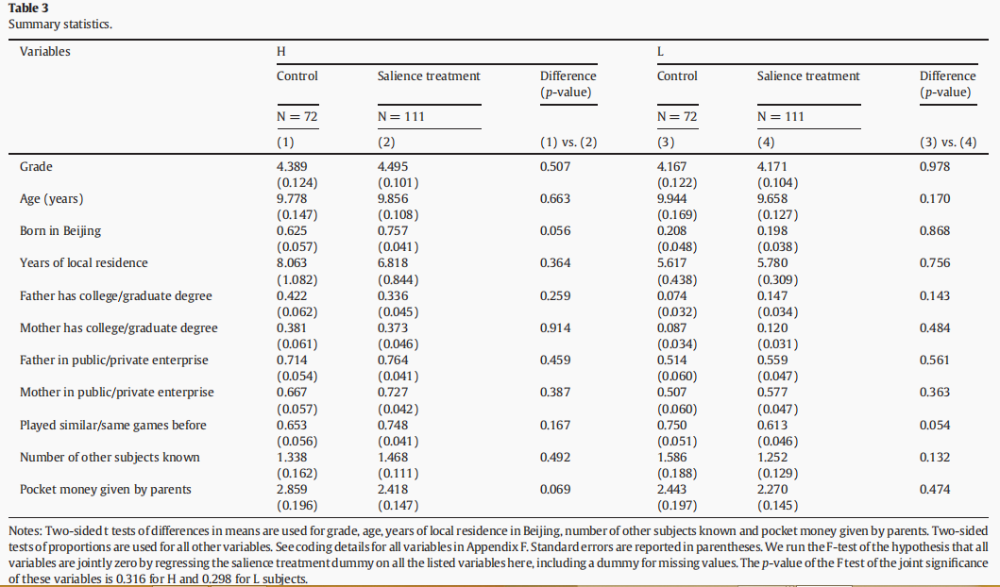 Table 3
Summary statistics.
Variables H L
Control Salience treatment Difference (p-value) Control Salience treatment Difference (p-value)
N = 72 N = 111 N = 72 N = 111
(1) (2) (1) vs. (2) (3) (4) (3) vs. (4)
Grade 4.389 4.495 0.507 4.167 4.171 0.978
(0.124) (0.101) (0.122) (0.104)
Age (years) 9.778 9.856 0.663 9.944 9.658 0.170
(0.147) (0.108) (0.169) (0.127)
Born in Beijing 0.625 0.757 0.056 0.208 0.198 0.868
(0.057) (0.041) (0.048) (0.038)
Years of local residence 8.063 6.818 0.364 5.617 5.780 0.756
(1.082) (0.844) (0.438) (0.309)
Father has college/graduate degree 0.422 0.336 0.259 0.074 0.147 0.143
(0.062) (0.045) (0.032) (0.034)
Mother has college/graduate degree 0.381 0.373 0.914 0.087 0.120 0.484
(0.061) (0.046) (0.034) (0.031)
Father in public/private enterprise 0.714 0.764 0.459 0.514 0.559 0.561
(0.054) (0.041) (0.060) (0.047)
Mother in public/private enterprise 0.667 0.727 0.387 0.507 0.577 0.363
(0.057) (0.042) (0.060) (0.047)
Played similar/same games before 0.653 0.748 0.167 0.750 0.613 0.054
(0.056) (0.041) (0.051) (0.046)
Number of other subjects known 1.338 1.468 0.492 1.586 1.252 0.132
(0.162) (0.111) (0.188) (0.129)
Pocket money given by parents 2.859 2.418 0.069 2.443 2.270 0.474
(0.196) (0.147) (0.197) (0.145)
Notes: Two-sided t tests of differences in means are used for grade, age, years of local residence in Beijing, number of other subjects known and pocket money given by parents. Two-sided
tests of proportions are used for all other variables. See coding details for all variables in Appendix F. Standard errors are reported in parentheses. We run the F-test of the hypothesis that all
variables are jointly zero by regressing the salience treatment dummy on all the listed variables here, including a dummy for missing values. The p-value of the F test of the joint significance
of these variables is 0.316 for H and 0.298 for L subjects.